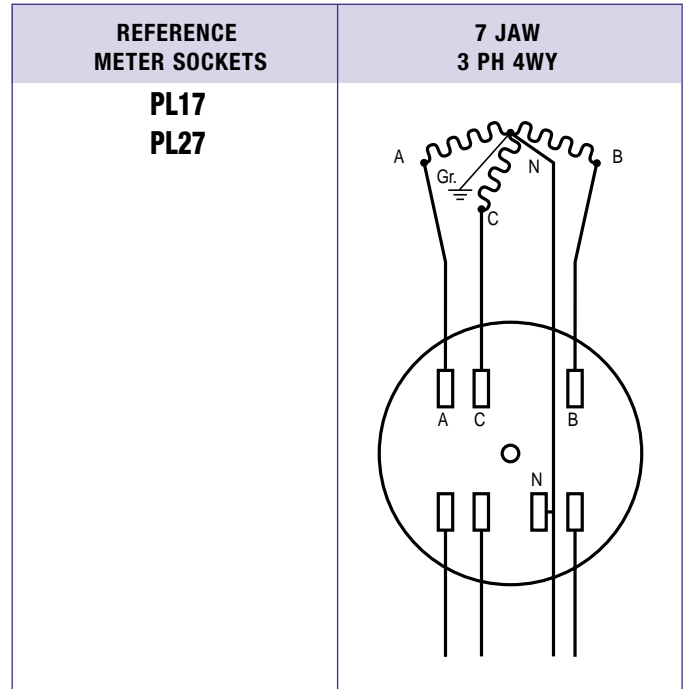 REFERENCE
METER SOCKETS
7 JAW
3 PH 4WY
PL17
PL27
A
B
Gr.
N
C
A
C
B
N